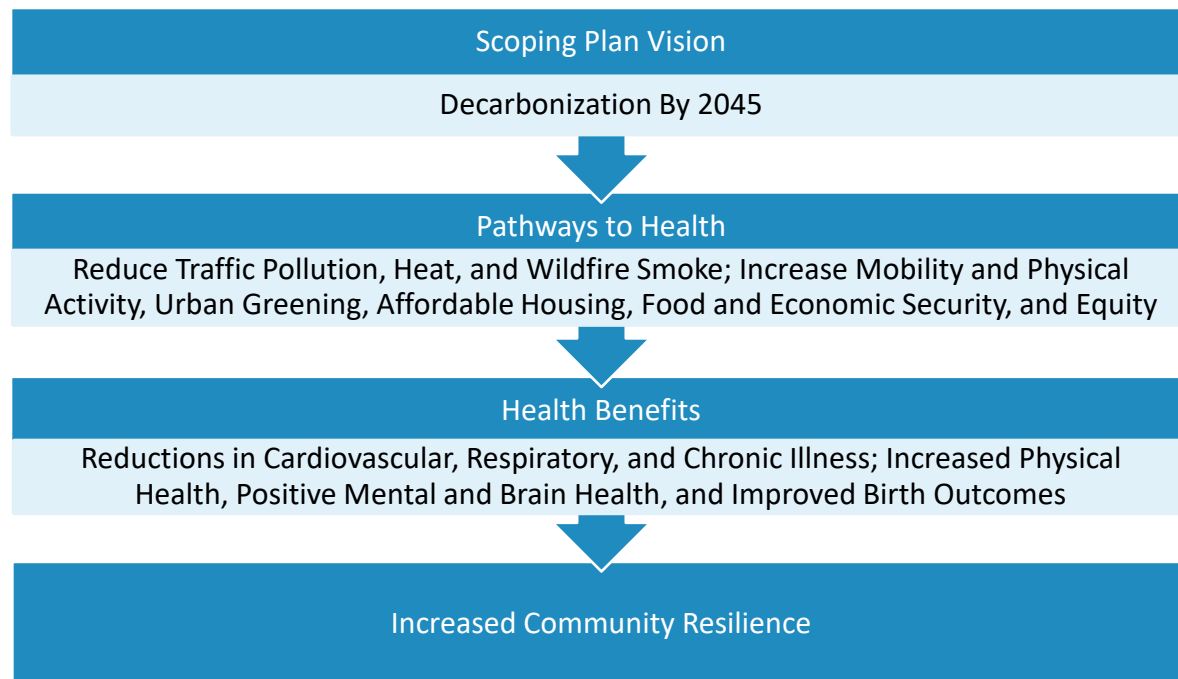 Scoping Plan Vision
Decarbonization By 2045
Pathways to Health
Reduce Traffic Pollution, Heat, and Wildfire Smoke; Increase Mobility and Physical
Activity, Urban Greening, Affordable Housing, Food and Economic Security, and Equity
Health Benefits
Reductions in Cardiovascular, Respiratory, and Chronic Illness; Increased Physical
Health, Positive Mental and Brain Health, and Improved Birth Outcomes
Increased Community Resilience